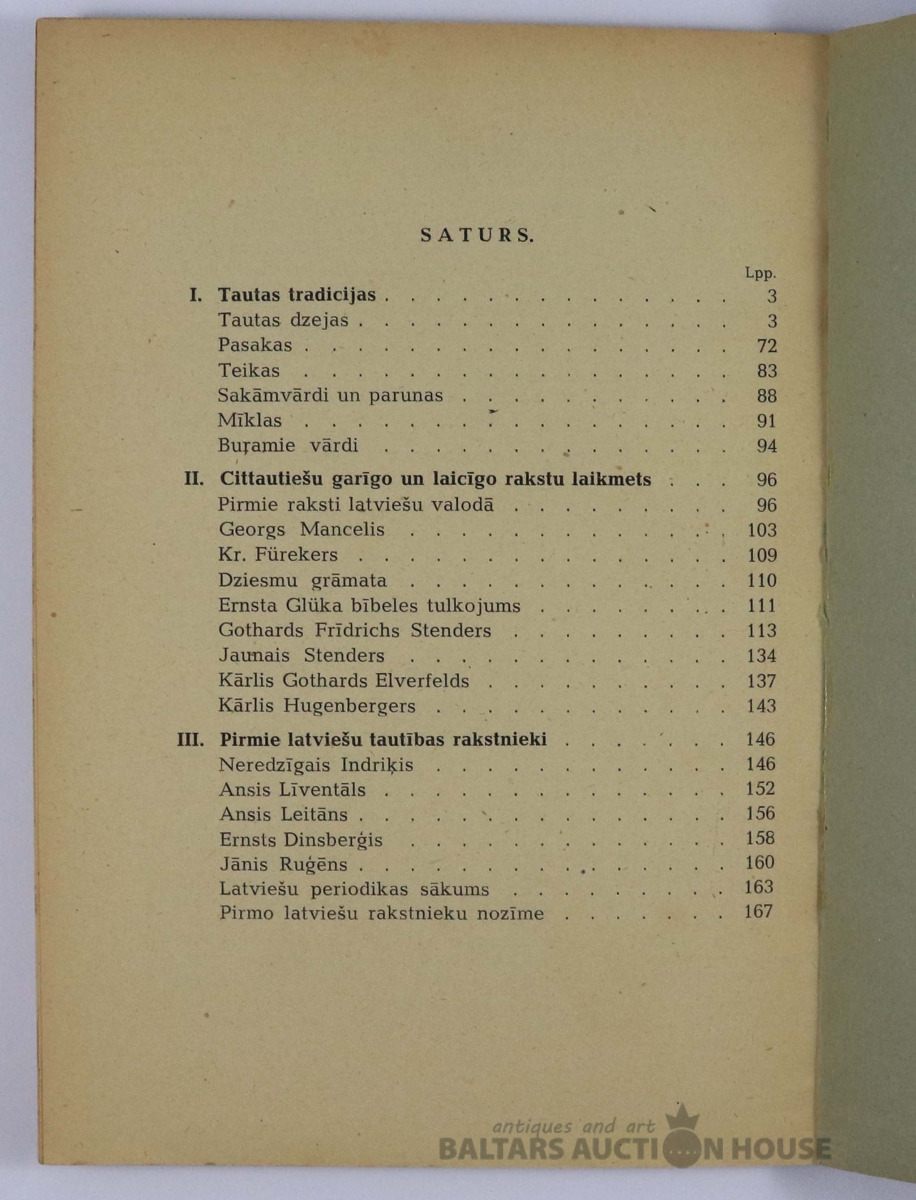 SATURS.
Lpp.
I. Tautas tradicijas . . . . . . . . . . . . . . 3
Tautas dzejas . . . . . . . . . . . . . . . 3
Pasakas . . . . . . . . . . . . . . . . . 72
Teikas . . . . . . . . . . . . . . . . . 83
Sakāmvārdi un parunas . . . . . . . . . . . 88
Mīklas . . . . . . . . . . . . . . . . . 91
Buŗamie vārdi . . . . . . . . . . . . . . 94
II. Cittautiešu garīgo un laicīgo rakstu laikmets . . . 96
Pirmie raksti latviešu valodā . . . . . . . . . 96
Georgs Mancelis . . . . . . . . . . . . . 103
Kr. Fürekers . . . . . . . . . . . . . . . 109
Dziesmu grāmata . . . . . . . . . . . . . 110
Ernsta Glüka bībeles tulkojums . . . . . . . . 111
Gothards Frīdrichs Stenders . . . . . . . . . 113
Jaunais Stenders . . . . . . . . . . . . . 134
Kārlis Gothards Elverfelds . . . . . . . . . . 137
Kārlis Hugenbergers . . . . . . . . . . . . 143
III. Pirmie latviešu tautības rakstnieki . . . . . . . 146
Neredzīgais Indriķis . . . . . . . . . . . . 146
Ansis Līventāls . . . . . . . . . . . . . . 152
Ansis Leitāns . . . . . . . . . . . . . . . 156
Ernsts Dinsberģis . . . . . . . . . . . . . 158
Jānis Ruģēns . . . . . . . . . . . . . . . 160
Latviešu periodikas sākums . . . . . . . . . 163
Pirmo latviešu rakstnieku nozīme . . . . . . . 167
antiques and art
BALTARS AUCTION HOUSE